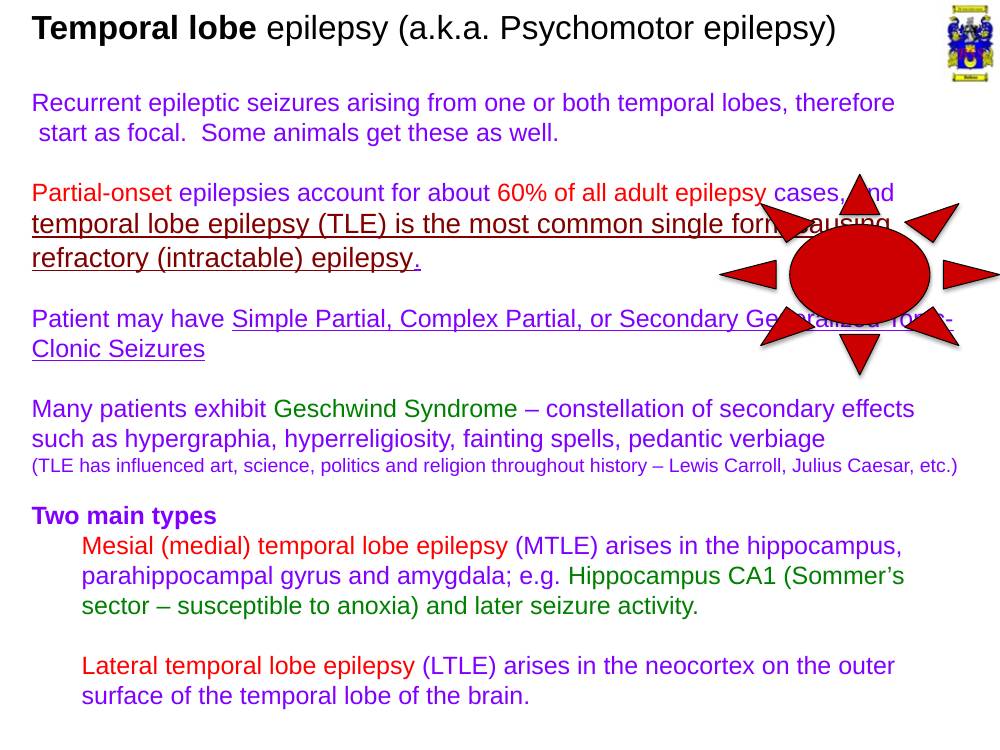 Temporal lobe epilepsy (a.k.a. Psychomotor epilepsy)
Recurrent epileptic seizures arising from one or both temporal lobes, therefore
start as focal.  Some animals get these as well.
Partial-onset epilepsies account for about 60% of all adult epilepsy cases, and
temporal lobe epilepsy (TLE) is the most common single form causing
refractory (intractable) epilepsy.
Patient may have Simple Partial, Complex Partial, or Secondary Generalized Tonic-
Clonic Seizures
Many patients exhibit Geschwind Syndrome – constellation of secondary effects
such as hypergraphia, hyperreligiosity, fainting spells, pedantic verbiage
(TLE has influenced art, science, politics and religion throughout history – Lewis Carroll, Julius Caesar, etc.)
Two main types
Mesial (medial) temporal lobe epilepsy (MTLE) arises in the hippocampus,
parahippocampal gyrus and amygdala; e.g. Hippocampus CA1 (Sommer’s
sector – susceptible to anoxia) and later seizure activity.
Lateral temporal lobe epilepsy (LTLE) arises in the neocortex on the outer
surface of the temporal lobe of the brain.